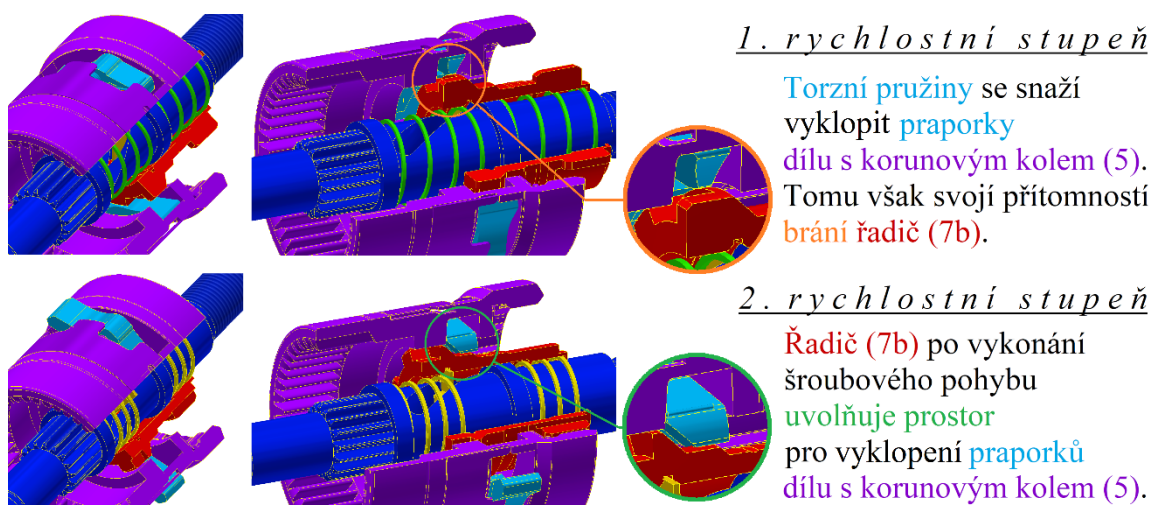 1. rychlostní stupeň
Torzní pružiny se snaží
vyklopit praporky
dílu s korunovým kolem (5).
Tomu však svojí přítomností
brání řadič (7b).
2. rychlostní stupeň
Řadič (7b) po vykonání
šroubového pohybu
uvolňuje prostor
pro vyklopení praporků
dílu s korunovým kolem (5).